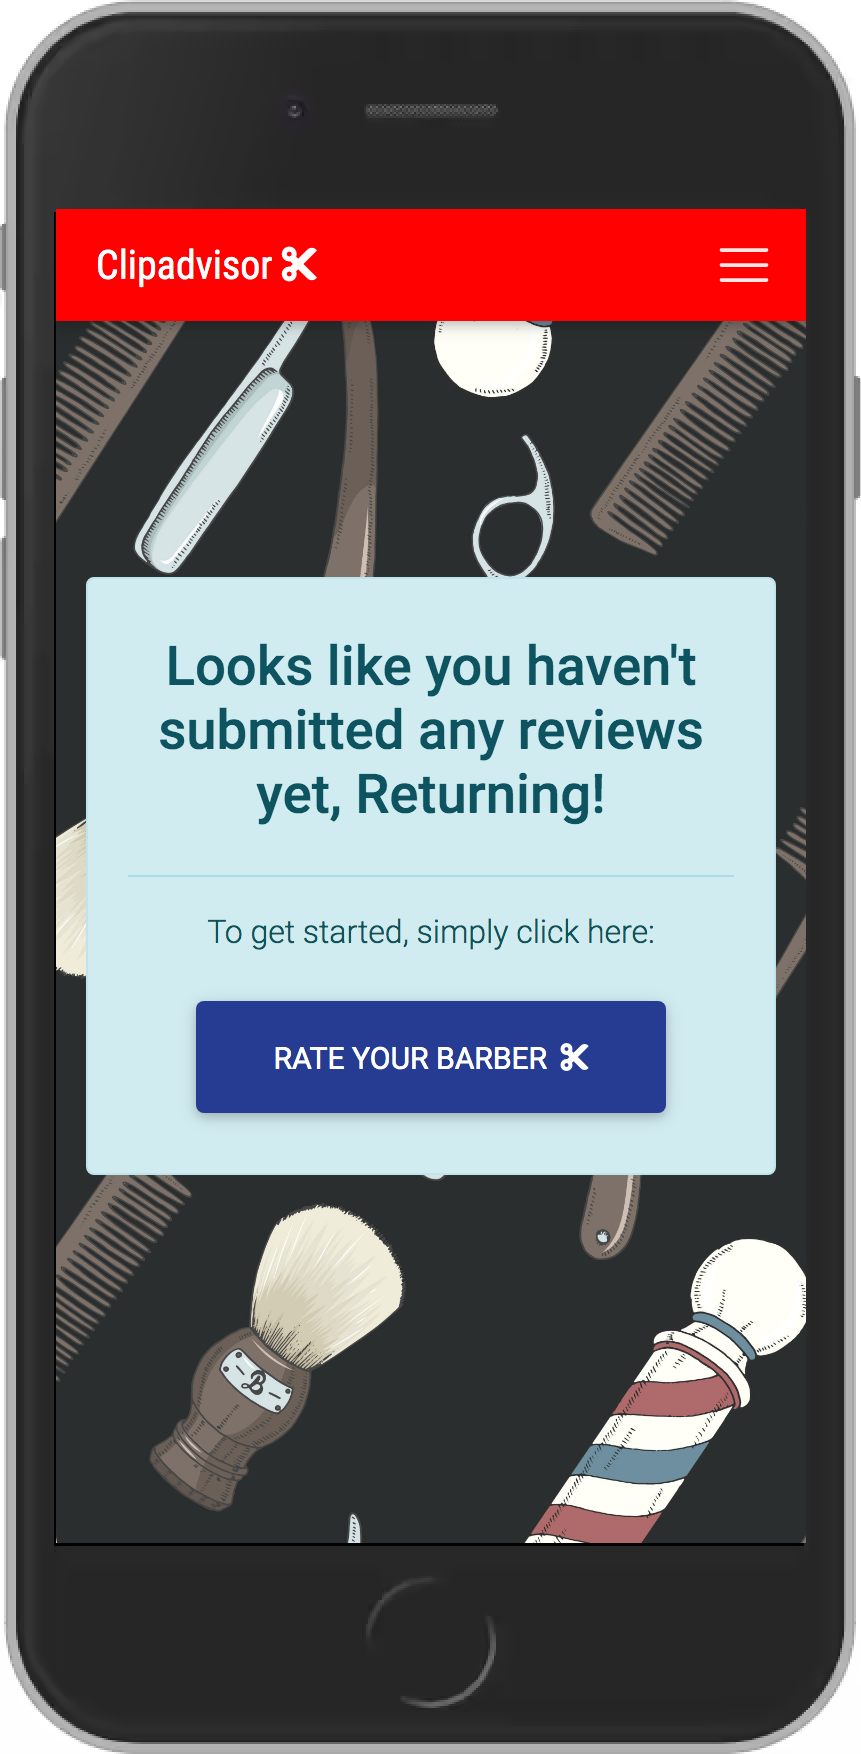 Clipadvisor
Looks like you haven't
submitted any reviews
yet, Returning!
To get started, simply click here:
RATE YOUR BARBER
B